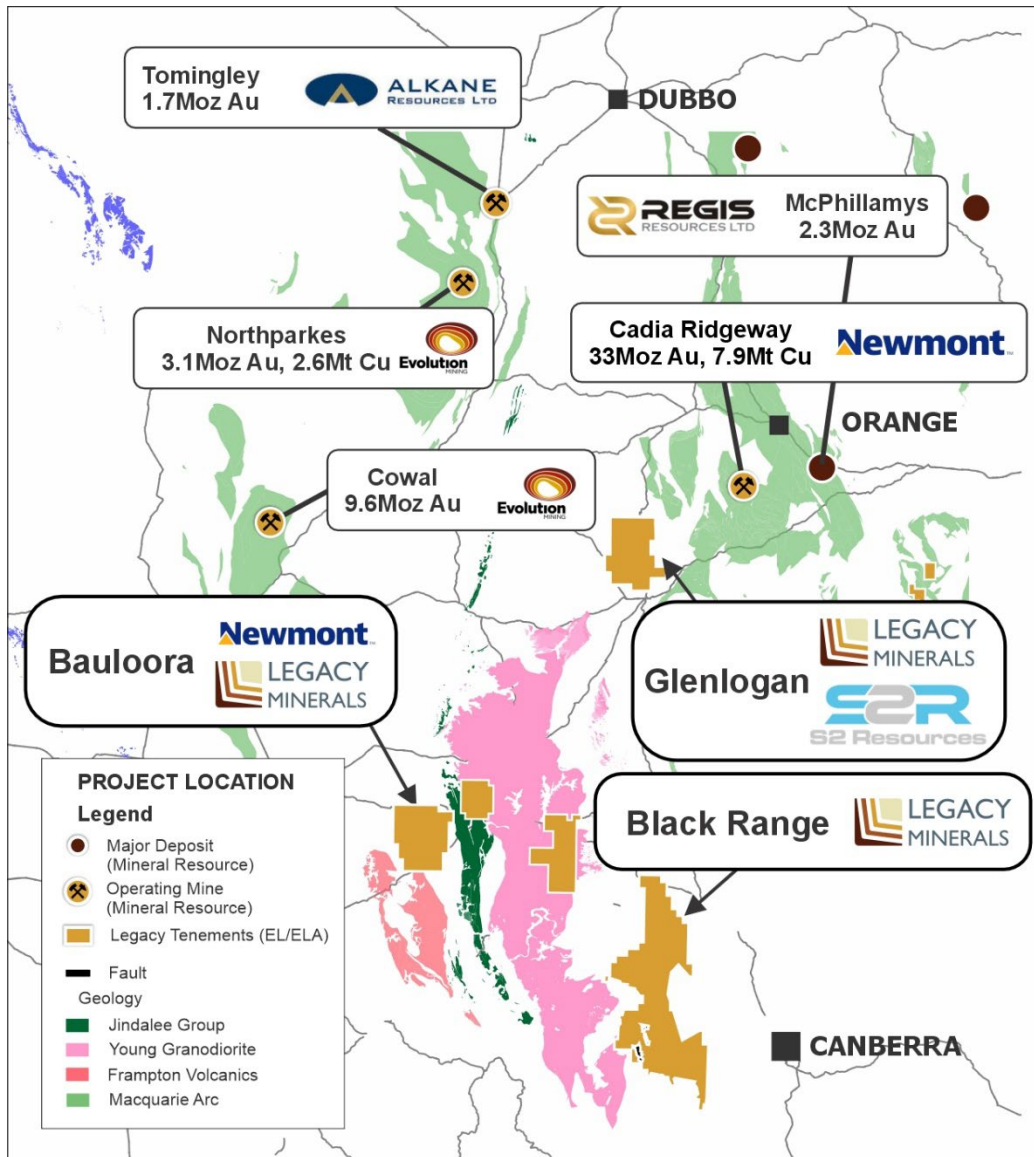 Tomingley
1.7Moz Au
ALKANE
RESOURCES LTD
DUBBO
REGIS
RESOURCES LTD
McPhillamys
2.3Moz Au
Northparkes
3.1Moz Au, 2.6Mt Cu
Evolution
MINING
Cadia Ridgeway
33Moz Au, 7.9Mt Cu
Newmont™
ORANGE
Cowal
9.6Moz Au
Evolution
MINING
Bauloora
Newmont™
LEGACY
MINERALS
Glenlogan
LEGACY
MINERALS
S2R
S2 Resources
Black Range
LEGACY
MINERALS
PROJECT LOCATION
Legend
Major Deposit
(Mineral Resource)
Operating Mine
(Mineral Resource)
Legacy Tenements (EL/ELA)
Fault
Geology
Jindalee Group
Young Granodiorite
Frampton Volcanics
Macquarie Arc
CANBERRA